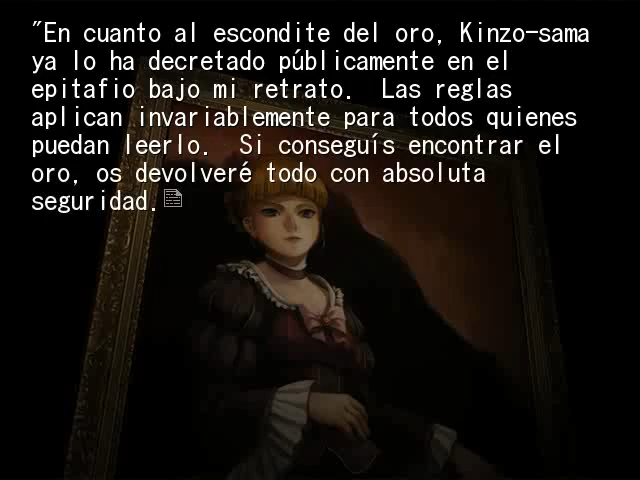 "En cuanto al escondite del oro, Kinzo-sama
ya lo ha decretado públicamente en el
epitafio bajo mi retrato.  Las reglas
aplican invariablemente para todos quienes
puedan leerlo.  Si conseguís encontrar el
oro, os devolveré todo con absoluta
seguridad.